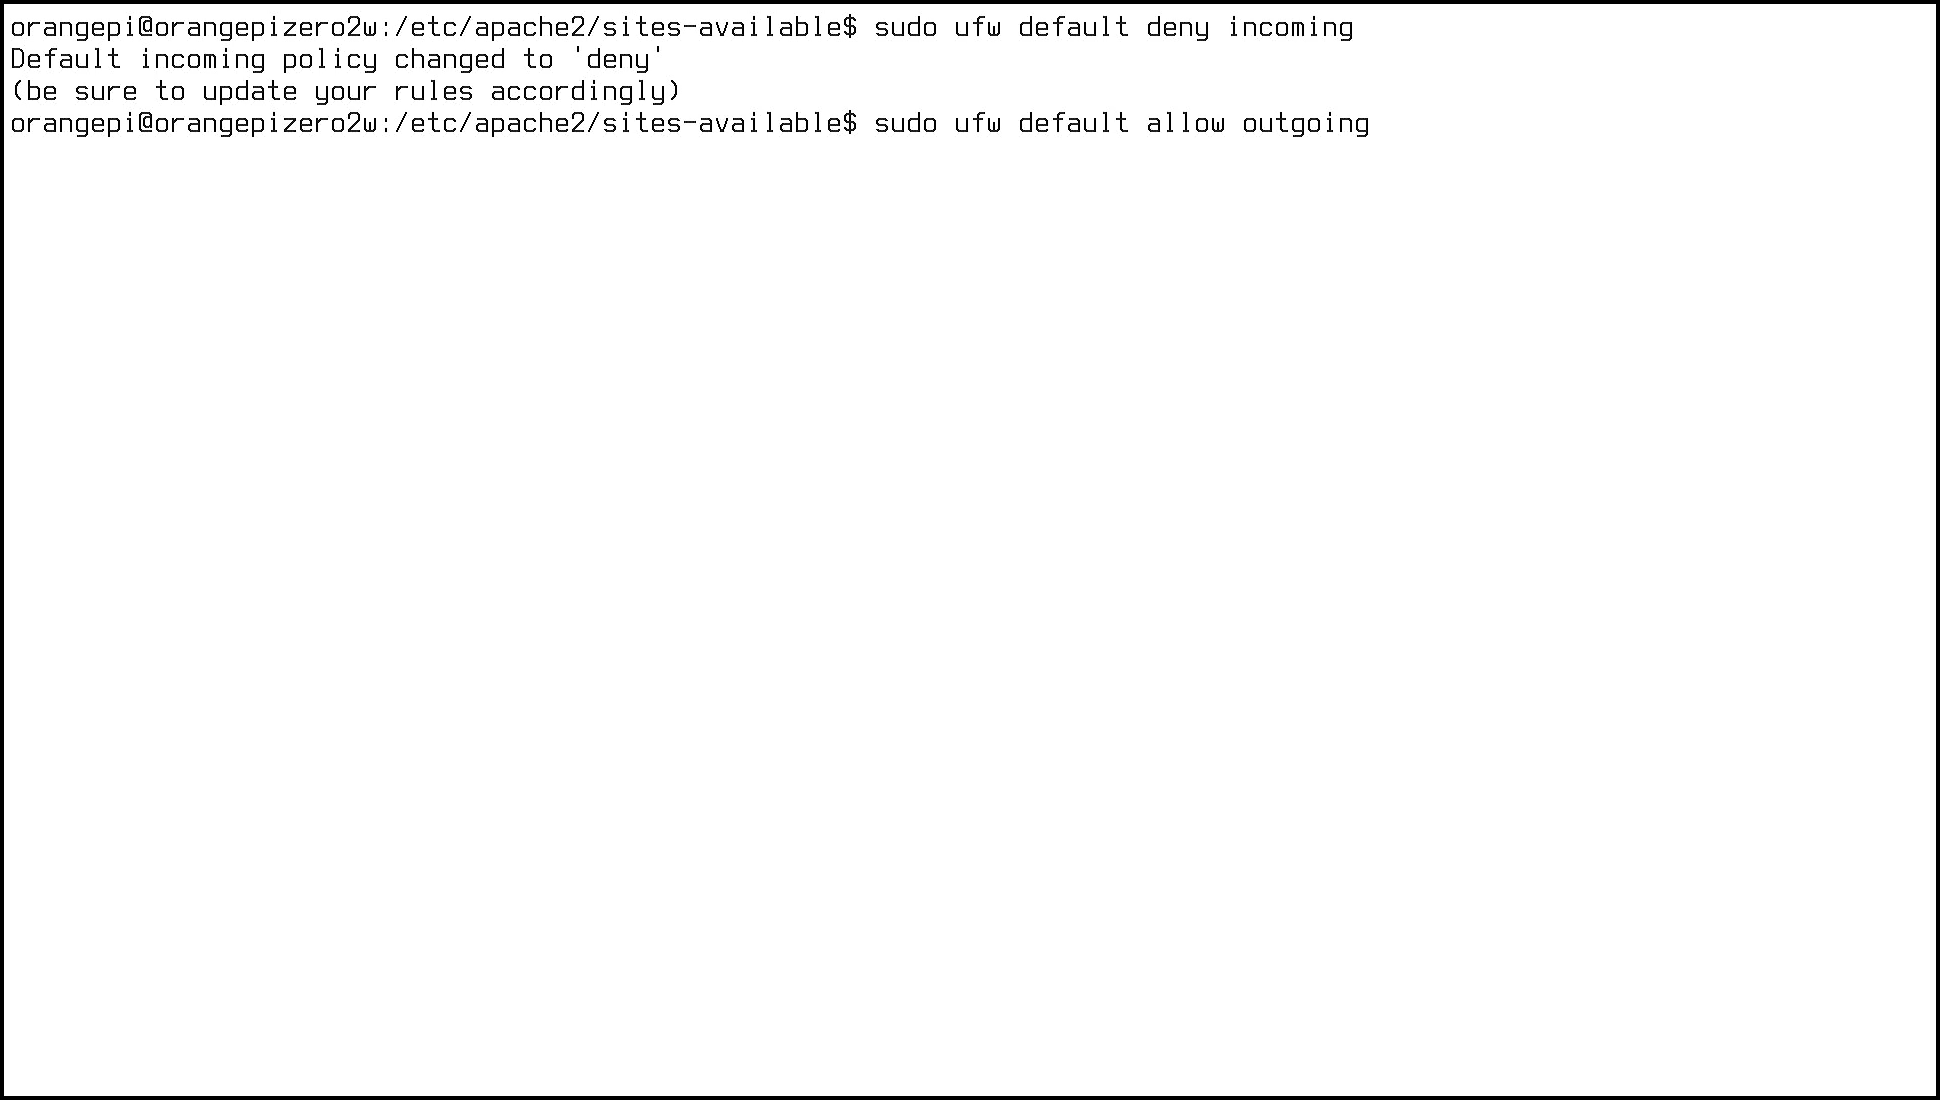 orangepi@orangepizero2w:/etc/apache2/sites-available$ sudo ufw default deny incoming
Default incoming policy changed to 'deny'
(be sure to update your rules accordingly)
orangepi@orangepizero2w:/etc/apache2/sites-available$ sudo ufw default allow outgoing